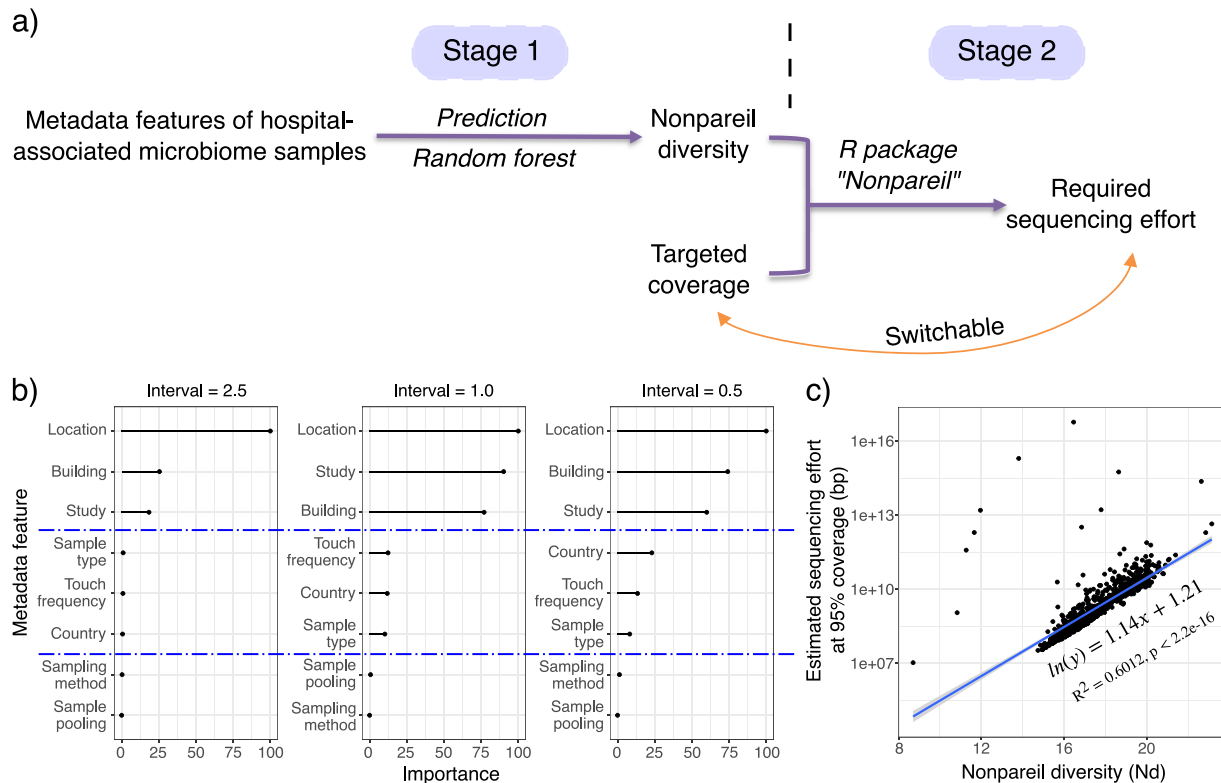 a)
Stage 1
Stage 2
Metadata features of hospital-
associated microbiome samples
Prediction
Random forest
Nonpareil
diversity
R package
"Nonpareil"
Required
sequencing effort
Targeted
coverage
Switchable
b)
Metadata feature
Interval = 2.5
Location
Building
Study
Sample
type
Touch
frequency
Country
Sampling
method
Sample
pooling
0 25 50 75 100
Interval = 1.0
Location
Study
Building
Touch
frequency
Country
Sample
type
Sample
pooling
Sampling
method
0 25 50 75 100
Interval = 0.5
Location
Building
Study
Country
Touch
frequency
Sample
type
Sampling
method
Sample
pooling
0 25 50 75 100
Importance
c)
Estimated sequencing effort
at 95% coverage (bp)
1e+16
1e+13
1e+10
1e+07
ln(y) = 1.14x + 1.21
R² = 0.6012, p < 2.2e-16
8 12 16 20
Nonpareil diversity (Nd)